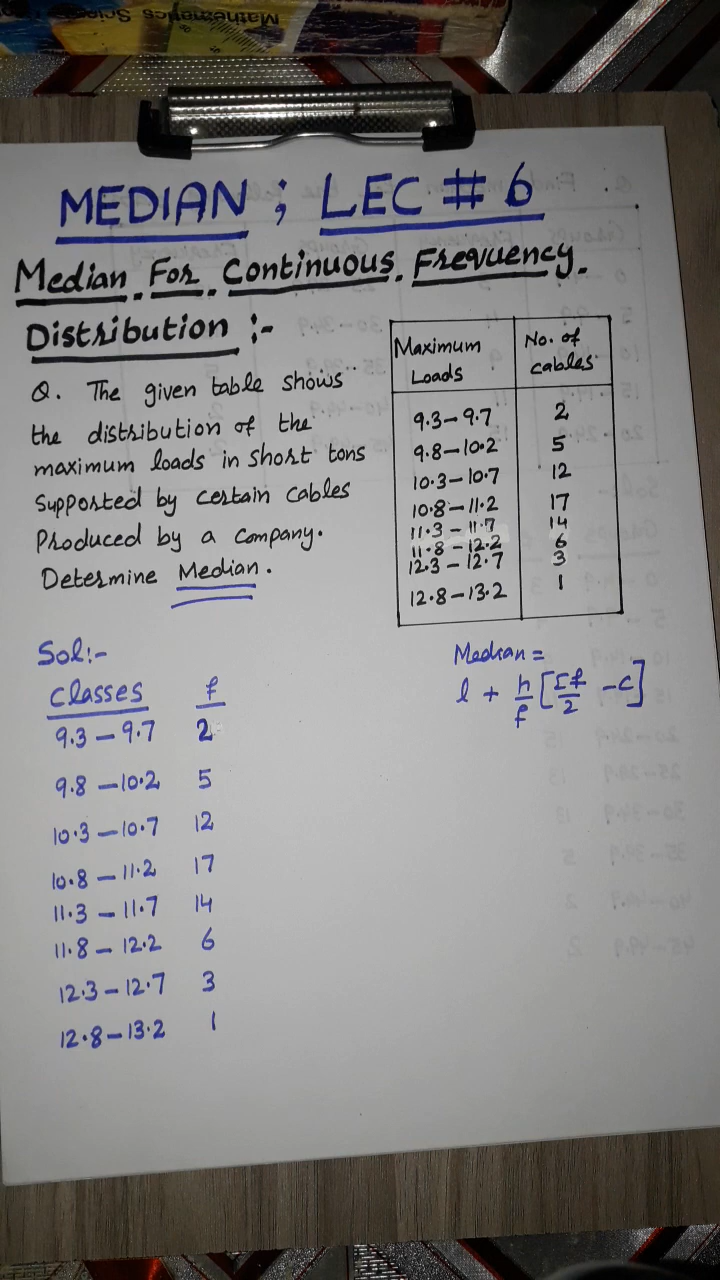 Mathematics Scie
MEDIAN ; LEC # 6
Median For Continuous Frequency
Distribution :-
Q. The given table shows
the distribution of the
maximum loads in short tons
Supported by certain cables
Produced by a company.
Determine Median.
Maximum Loads | No. of cables
9.3 – 9.7 2
9.8 – 10.2 5
10.3 – 10.7 12
10.8 – 11.2 17
11.3 – 11.7 14
11.8 – 12.2 6
12.3 – 12.7 3
12.8 – 13.2 1
Sol:-
Classes f
9.3 – 9.7 2
9.8 – 10.2 5
10.3 – 10.7 12
10.8 – 11.2 17
11.3 – 11.7 14
11.8 – 12.2 6
12.3 – 12.7 3
12.8 – 13.2 1
Median =
l + h/f [Σf/2 – c]